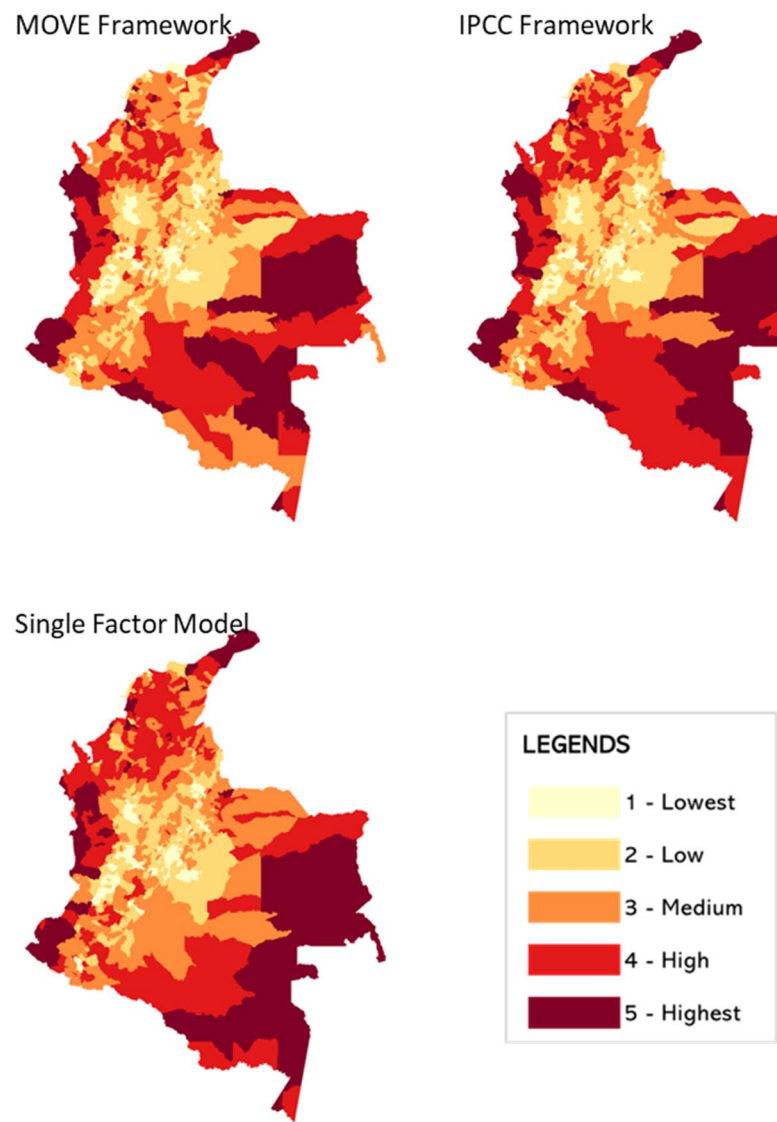 MOVE Framework
IPCC Framework
Single Factor Model
LEGENDS
1 - Lowest
2 - Low
3 - Medium
4 - High
5 - Highest